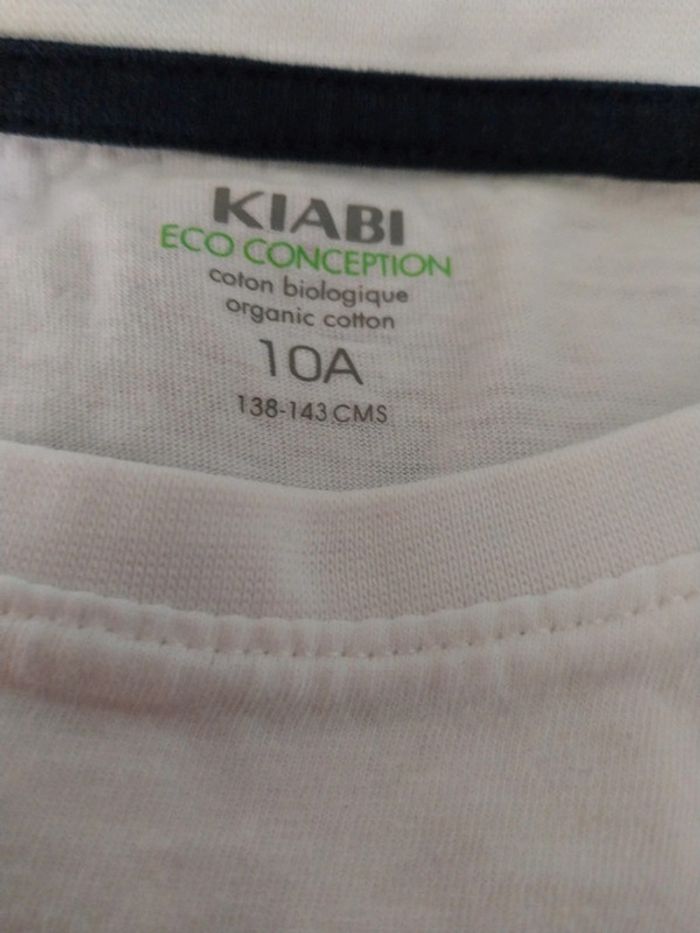 KIABI
ECO CONCEPTION
coton biologique
organic cotton
10A
138-143 CMS